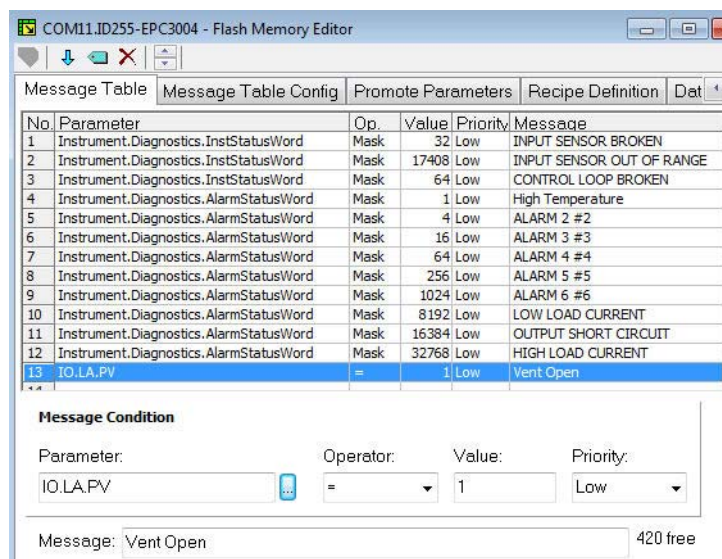 COM11.ID255-EPC3004 - Flash Memory Editor
Message Table Message Table Config Promote Parameters Recipe Definition Dat
No. Parameter Op. Value Priority Message
1 Instrument.Diagnostics.InstStatusWord Mask 32 Low INPUT SENSOR BROKEN
2 Instrument.Diagnostics.InstStatusWord Mask 17408 Low INPUT SENSOR OUT OF RANGE
3 Instrument.Diagnostics.InstStatusWord Mask 64 Low CONTROL LOOP BROKEN
4 Instrument.Diagnostics.AlarmStatusWord Mask 1 Low High Temperature
5 Instrument.Diagnostics.AlarmStatusWord Mask 4 Low ALARM 2 #2
6 Instrument.Diagnostics.AlarmStatusWord Mask 16 Low ALARM 3 #3
7 Instrument.Diagnostics.AlarmStatusWord Mask 64 Low ALARM 4 #4
8 Instrument.Diagnostics.AlarmStatusWord Mask 256 Low ALARM 5 #5
9 Instrument.Diagnostics.AlarmStatusWord Mask 1024 Low ALARM 6 #6
10 Instrument.Diagnostics.AlarmStatusWord Mask 8192 Low LOW LOAD CURRENT
11 Instrument.Diagnostics.AlarmStatusWord Mask 16384 Low OUTPUT SHORT CIRCUIT
12 Instrument.Diagnostics.AlarmStatusWord Mask 32768 Low HIGH LOAD CURRENT
13 IO.LA.PV = 1 Low Vent Open
Message Condition
Parameter: Operator: Value: Priority:
IO.LA.PV ... = 1 Low
Message: Vent Open 420 free